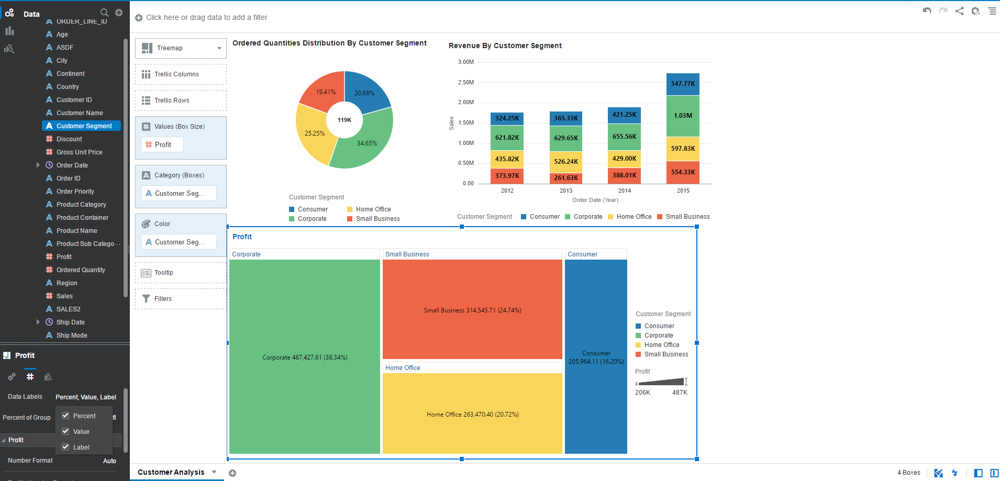 Data
ORDER_LINE_ID
Age
ASDF
City
Continent
Country
Customer ID
Customer Name
Customer Segment
Discount
Gross Unit Price
Order Date
Order ID
Order Priority
Product Category
Product Container
Product Name
Product Sub Catego...
Profit
Ordered Quantity
Region
Sales
SALES2
Ship Date
Ship Mode
Profit
Data Labels Percent, Value, Label
Percent of Group
Percent
Value
Label
Profit
Number Format Auto
Click here or drag data to add a filter
Treemap
Trellis Columns
Trellis Rows
Values (Box Size)
Profit
Category (Boxes)
Customer Seg...
Color
Customer Seg...
Tooltip
Filters
Ordered Quantities Distribution By Customer Segment
19.41% 20.68%
119K
25.25% 34.65%
Customer Segment
Consumer Home Office
Corporate Small Business
Revenue By Customer Segment
Sales
3.00M
2.50M
2.00M
1.50M
1.00M
0.50M
0.00
324.25K 365.33K 421.25K 547.77K
621.82K 629.65K 655.56K 1.03M
435.82K 526.24K 429.00K 597.83K
373.97K 261.63K 388.01K 554.33K
2012 2013 2014 2015
Order Date (Year)
Customer Segment Consumer Corporate Home Office Small Business
Profit
Corporate
Corporate 487,427.61 (38.34%)
Small Business
Small Business 314,545.71 (24.74%)
Home Office
Home Office 263,470.40 (20.72%)
Consumer
Consumer
205,964.11 (16.20%)
Customer Segment
Consumer
Corporate
Home Office
Small Business
Profit
206K 487K
Customer Analysis
4 Boxes